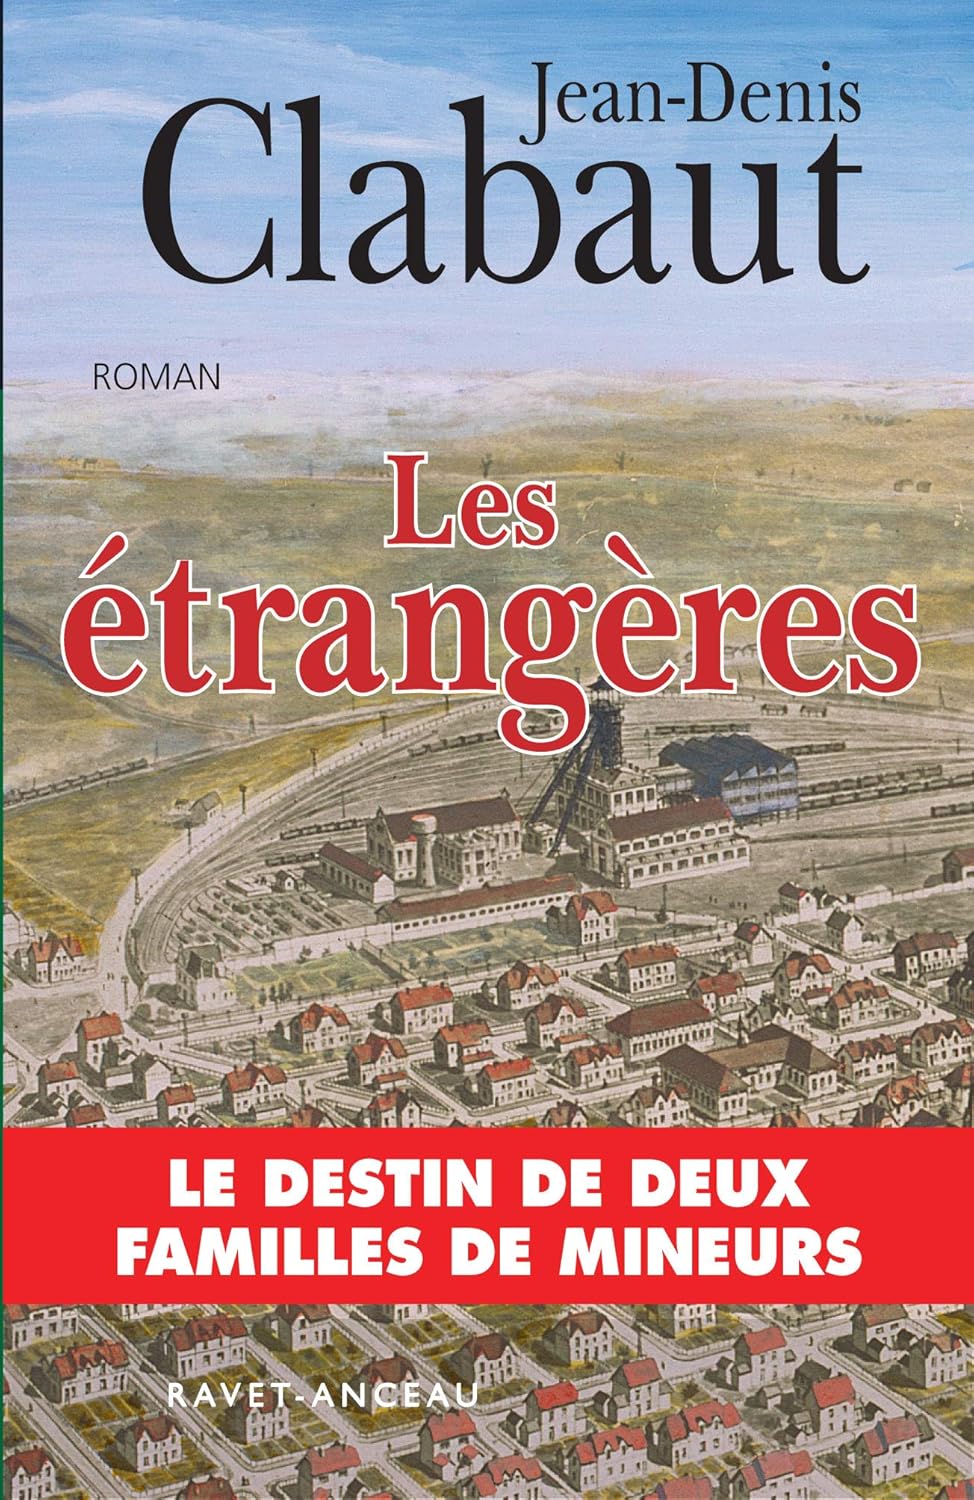 Jean-Denis
Clabaut
ROMAN
Les
étrangères
LE DESTIN DE DEUX
FAMILLES DE MINEURS
RAVET-ANCEAU